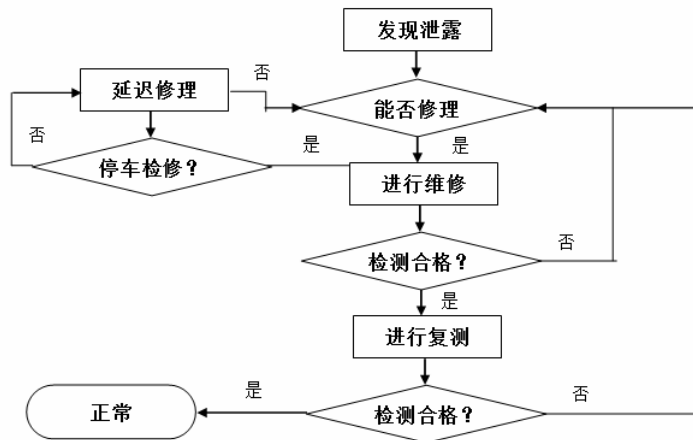 发现泄露
否
延迟修理
能否修理
否
是
是
停车检修？
进行维修
否
检测合格？
是
进行复测
是
否
正常
检测合格？